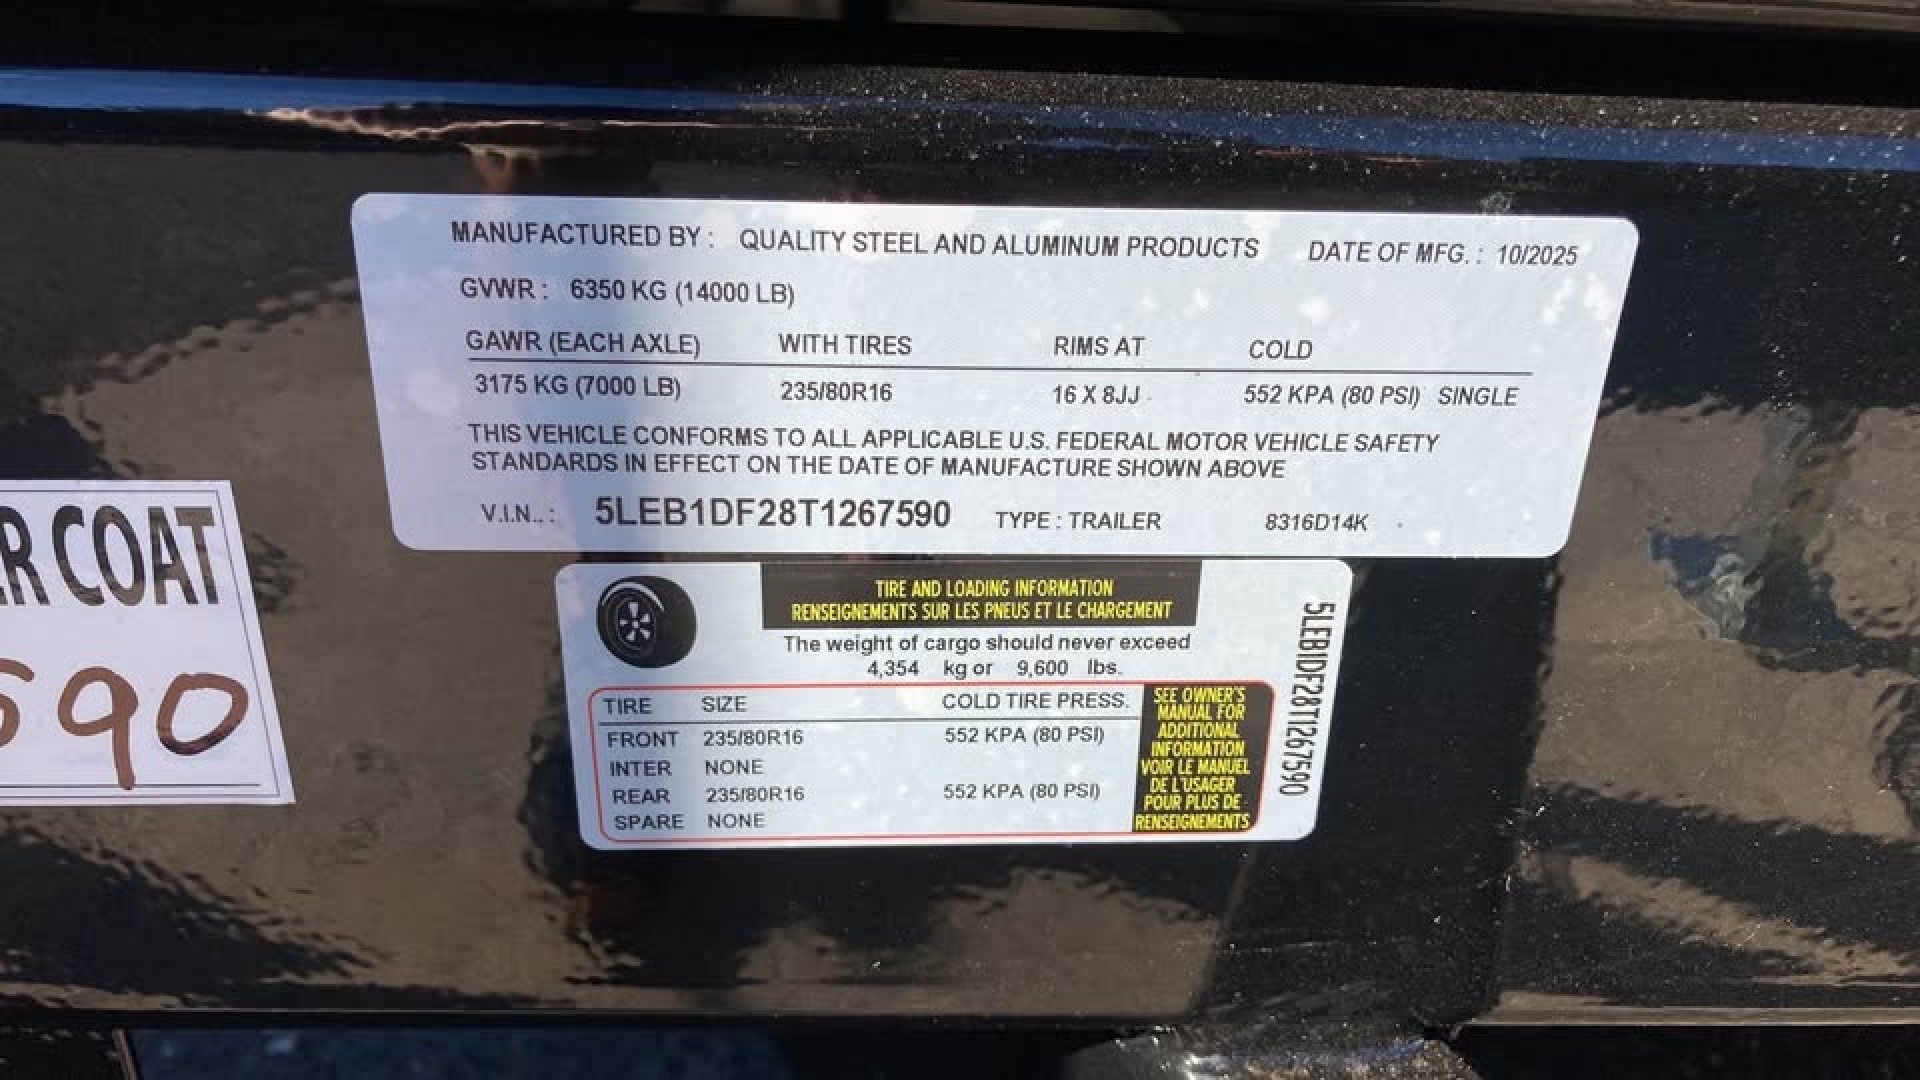 MANUFACTURED BY : QUALITY STEEL AND ALUMINUM PRODUCTS DATE OF MFG. : 10/2025
GVWR : 6350 KG (14000 LB)
GAWR (EACH AXLE) WITH TIRES RIMS AT COLD
3175 KG (7000 LB) 235/80R16 16 X 8JJ 552 KPA (80 PSI) SINGLE
THIS VEHICLE CONFORMS TO ALL APPLICABLE U.S. FEDERAL MOTOR VEHICLE SAFETY
STANDARDS IN EFFECT ON THE DATE OF MANUFACTURE SHOWN ABOVE
V.I.N.. : 5LEB1DF28T1267590 TYPE : TRAILER 8316D14K
R COAT
90
TIRE AND LOADING INFORMATION
RENSEIGNEMENTS SUR LES PNEUS ET LE CHARGEMENT
The weight of cargo should never exceed
4,354 kg or 9,600 lbs.
TIRE SIZE COLD TIRE PRESS.
FRONT 235/80R16 552 KPA (80 PSI)
INTER NONE
REAR 235/80R16 552 KPA (80 PSI)
SPARE NONE
SEE OWNER'S
MANUAL FOR
ADDITIONAL
INFORMATION
VOIR LE MANUEL
DE L'USAGER
POUR PLUS DE
RENSEIGNEMENTS
5LEB1DF28T1267590